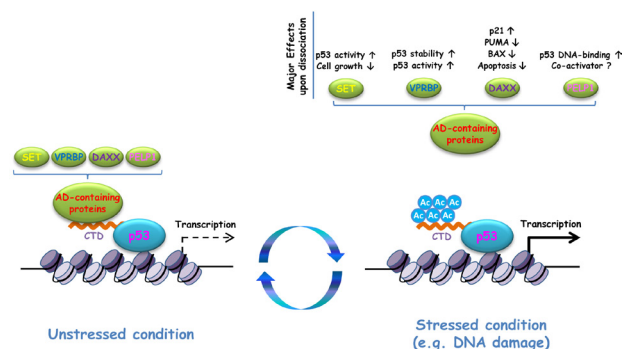 Major Effects
upon dissociation
p53 activity ↑
Cell growth ↓
p53 stability ↑
p53 activity ↑
p21 ↑
PUMA ↓
BAX ↓
Apoptosis ↓
p53 DNA-binding ↑
Co-activator ?
SET
VPRBP
DAXX
AD-containing
proteins
SET
VPRBP
DAXX
AD-containing
proteins
CTD
p53
Transcription
Ac Ac Ac
Ac Ac Ac
CTD
p53
Transcription
Unstressed condition
Stressed condition
(e.g. DNA damage)